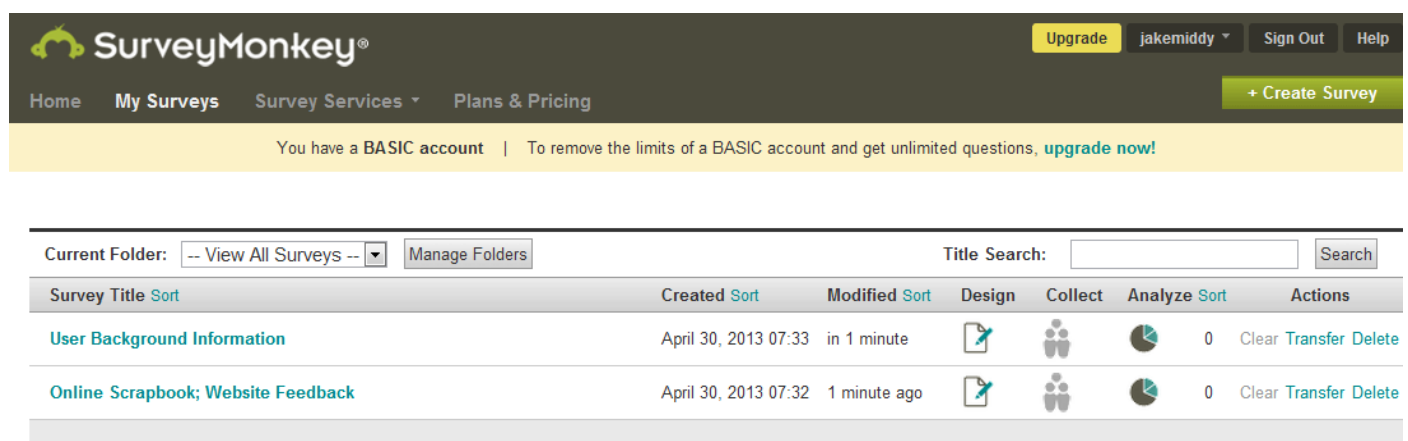 SurveyMonkey®
Upgrade jakemiddy Sign Out Help
Home My Surveys Survey Services Plans & Pricing + Create Survey
You have a BASIC account | To remove the limits of a BASIC account and get unlimited questions, upgrade now!
Current Folder: -- View All Surveys -- Manage Folders Title Search: Search
Survey Title Sort Created Sort Modified Sort Design Collect Analyze Sort Actions
User Background Information April 30, 2013 07:33 in 1 minute 0 Clear Transfer Delete
Online Scrapbook; Website Feedback April 30, 2013 07:32 1 minute ago 0 Clear Transfer Delete